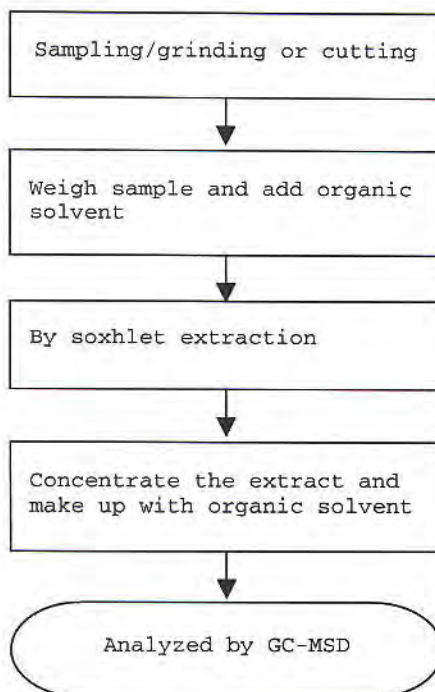 Sampling/grinding or cutting
Weigh sample and add organic
solvent
By soxhlet extraction
Concentrate the extract and
make up with organic solvent
Analyzed by GC-MSD